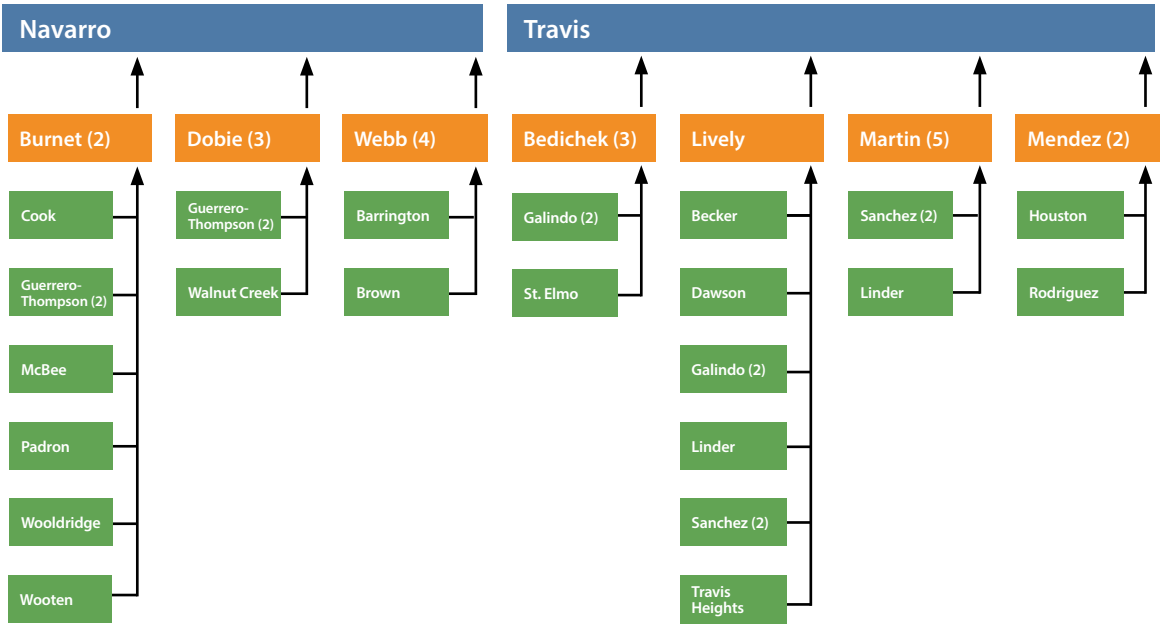 Navarro
Travis
Burnet (2)
Dobie (3)
Webb (4)
Bedichek (3)
Lively
Martin (5)
Mendez (2)
Cook
Guerrero-
Thompson (2)
McBee
Padron
Wooldridge
Wooten
Guerrero-
Thompson (2)
Walnut Creek
Barrington
Brown
Galindo (2)
St. Elmo
Becker
Dawson
Galindo (2)
Linder
Sanchez (2)
Travis
Heights
Sanchez (2)
Linder
Houston
Rodriguez